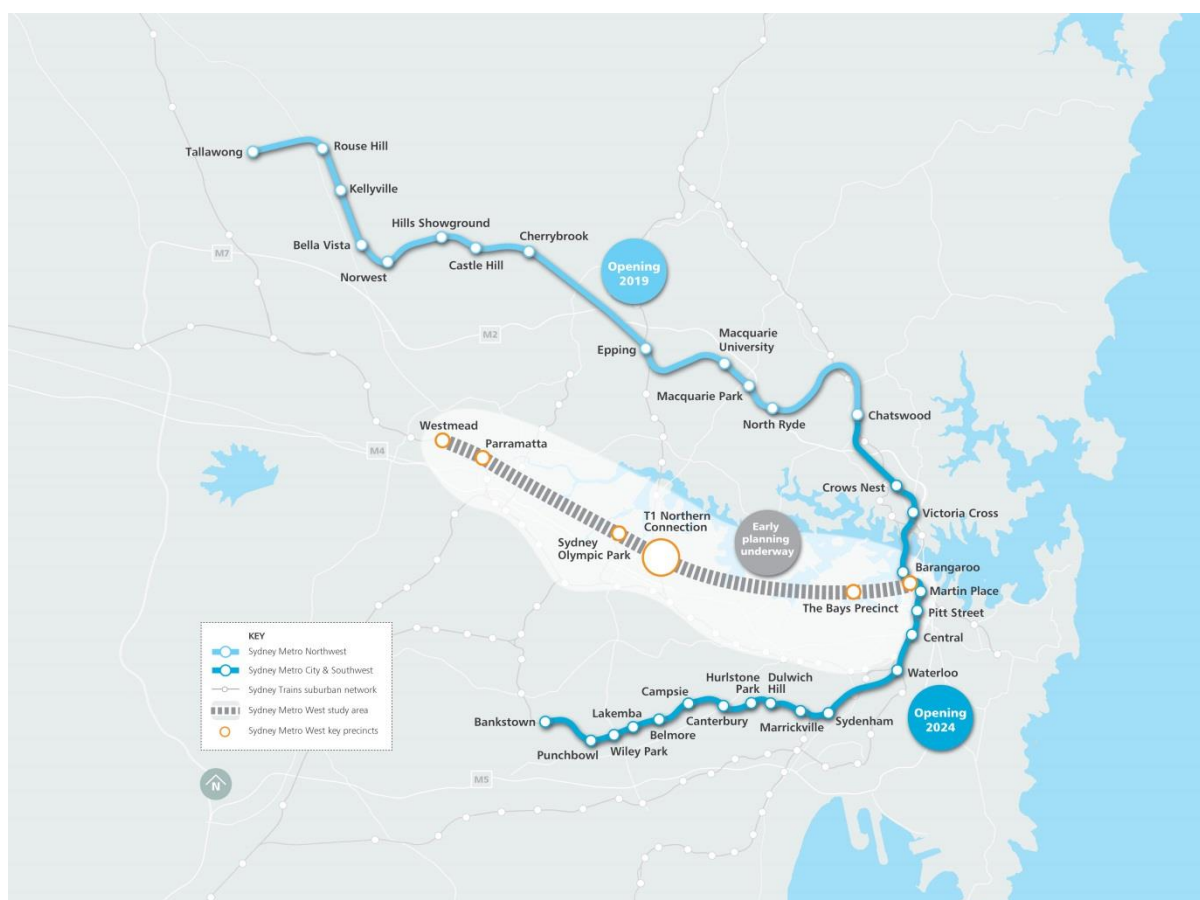 Tallawong
Rouse Hill
Kellyville
Hills Showground
Cherrybrook
Bella Vista
Castle Hill
Norwest
M7
Opening
2019
M2
Macquarie
University
Epping
Macquarie Park
North Ryde
Chatswood
Westmead
Parramatta
M4
Crows Nest
Victoria Cross
T1 Northern
Connection
Early
planning
underway
Sydney
Olympic Park
Barangaroo
Martin Place
The Bays Precinct
Pitt Street
Central
KEY
Sydney Metro Northwest
Sydney Metro City & Southwest
Sydney Trains suburban network
Sydney Metro West study area
Sydney Metro West key precincts
Waterloo
Hurlstone
Park
Dulwich
Hill
Campsie
Lakemba
Bankstown
Canterbury
Belmore
Marrickville
Sydenham
Wiley Park
Punchbowl
Opening
2024
M5
N